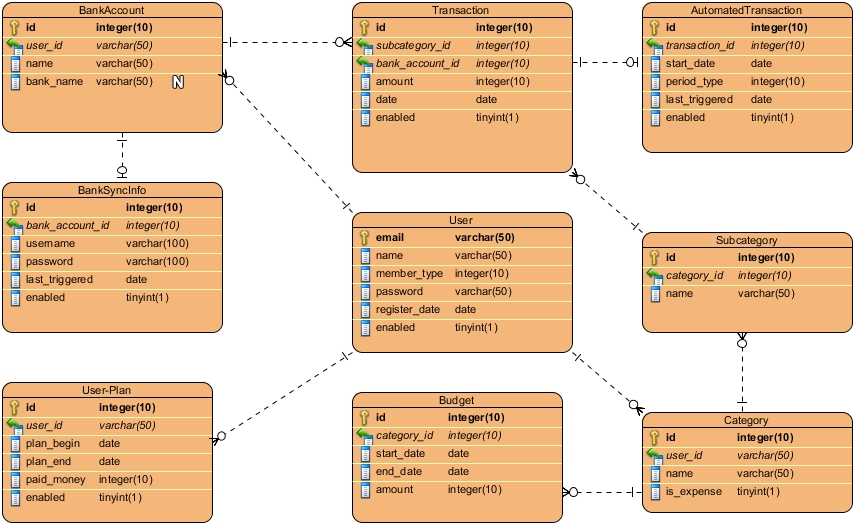 BankAccount
id integer(10)
user_id varchar(50)
name varchar(50)
bank_name varchar(50) N
Transaction
id integer(10)
subcategory_id integer(10)
bank_account_id integer(10)
amount integer(10)
date date
enabled tinyint(1)
AutomatedTransaction
id integer(10)
transaction_id integer(10)
start_date date
period_type integer(10)
last_triggered date
enabled tinyint(1)
BankSyncInfo
id integer(10)
bank_account_id integer(10)
username varchar(100)
password varchar(100)
last_triggered date
enabled tinyint(1)
User
email varchar(50)
name varchar(50)
member_type integer(10)
password varchar(50)
register_date date
enabled tinyint(1)
Subcategory
id integer(10)
category_id integer(10)
name varchar(50)
User-Plan
id integer(10)
user_id varchar(50)
plan_begin date
plan_end date
paid_money integer(10)
enabled tinyint(1)
Budget
id integer(10)
category_id integer(10)
start_date date
end_date date
amount integer(10)
Category
id integer(10)
user_id varchar(50)
name varchar(50)
is_expense tinyint(1)